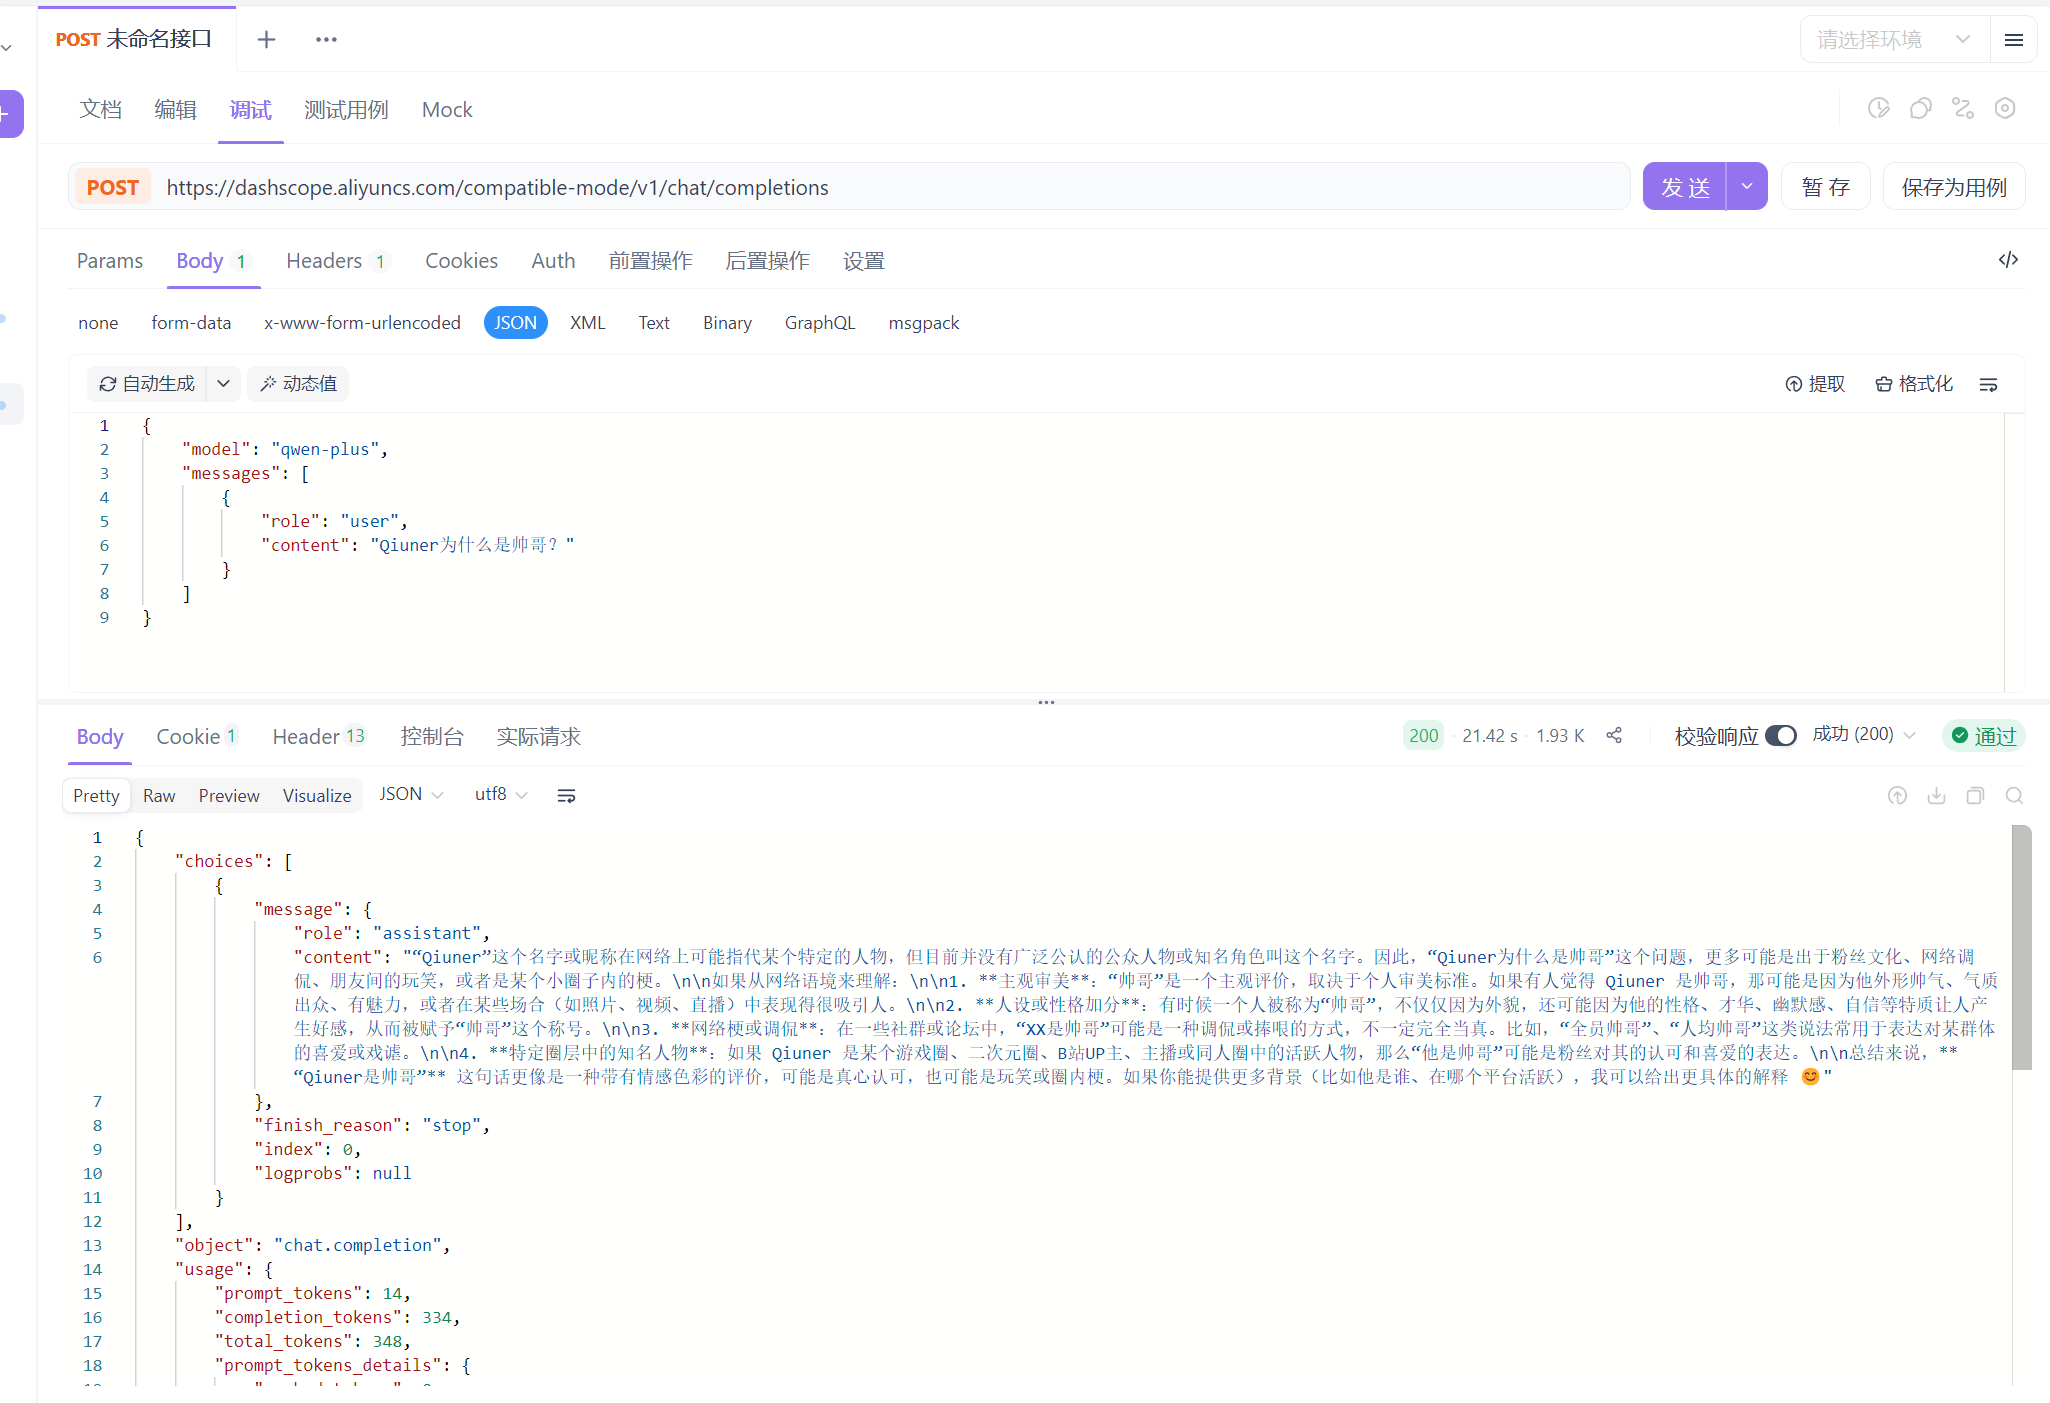 POST 未命名接口
请选择环境
文档 编辑 调试 测试用例 Mock
POST https://dashscope.aliyuncs.com/compatible-mode/v1/chat/completions
发 送 暂 存 保存为用例
Params Body 1 Headers 1 Cookies Auth 前置操作 后置操作 设置
none form-data x-www-form-urlencoded JSON XML Text Binary GraphQL msgpack
自动生成 动态值 提取 格式化
1 {
2 "model": "qwen-plus",
3 "messages": [
4 {
5 "role": "user",
6 "content": "Qiuner为什么是帅哥？"
7 }
8 ]
9 }
Body Cookie 1 Header 13 控制台 实际请求 200 · 21.42 s · 1.93 K 校验响应 成功 (200) 通过
Pretty Raw Preview Visualize JSON utf8
1 {
2 "choices": [
3 {
4 "message": {
5 "role": "assistant",
6 "content": "“Qiuner”这个名字或昵称在网络上可能指代某个特定的人物，但目前并没有广泛公认的公众人物或知名角色叫这个名字。因此，“Qiuner为什么是帅哥”这个问题，更多可能是出于粉丝文化、网络调
侃、朋友间的玩笑，或者是某个小圈子内的梗。\n\n如果从网络语境来理解：\n\n1. **主观审美**：“帅哥”是一个主观评价，取决于个人审美标准。如果有人觉得 Qiuner 是帅哥，那可能是因为他外形帅气、气质
出众、有魅力，或者在某些场合（如照片、视频、直播）中表现得很吸引人。\n\n2. **人设或性格加分**：有时候一个人被称为“帅哥”，不仅仅因为外貌，还可能因为他的性格、才华、幽默感、自信等特质让人产
生好感，从而被赋予“帅哥”这个称号。\n\n3. **网络梗或调侃**：在一些社群或论坛中，“XX是帅哥”可能是一种调侃或捧哏的方式，不一定完全当真。比如，“全员帅哥”、“人均帅哥”这类说法常用于表达对某群体
的喜爱或戏谑。\n\n4. **特定圈层中的知名人物**：如果 Qiuner 是某个游戏圈、二次元圈、B站UP主、主播或同人圈中的活跃人物，那么“他是帅哥”可能是粉丝对其的认可和喜爱的表达。\n\n总结来说，**
“Qiuner是帅哥”** 这句话更像是一种带有情感色彩的评价，可能是真心认可，也可能是玩笑或圈内梗。如果你能提供更多背景（比如他是谁、在哪个平台活跃），我可以给出更具体的解释 😊"
7 },
8 "finish_reason": "stop",
9 "index": 0,
10 "logprobs": null
11 }
12 ],
13 "object": "chat.completion",
14 "usage": {
15 "prompt_tokens": 14,
16 "completion_tokens": 334,
17 "total_tokens": 348,
18 "prompt_tokens_details": {